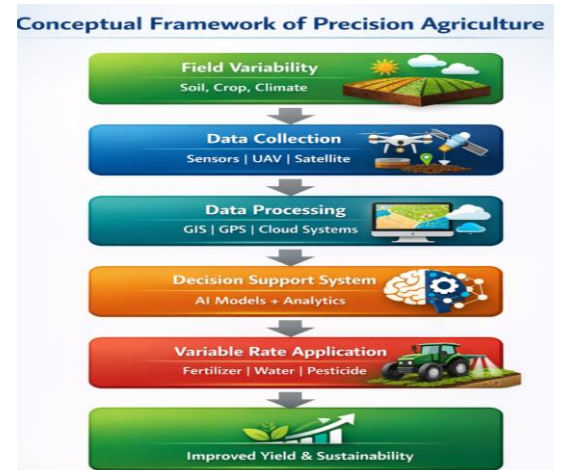 Conceptual Framework of Precision Agriculture
Field Variability
Soil, Crop, Climate
Data Collection
Sensors | UAV | Satellite
Data Processing
GIS | GPS | Cloud Systems
Decision Support System
AI Models + Analytics
Variable Rate Application
Fertilizer | Water | Pesticide
Improved Yield & Sustainability